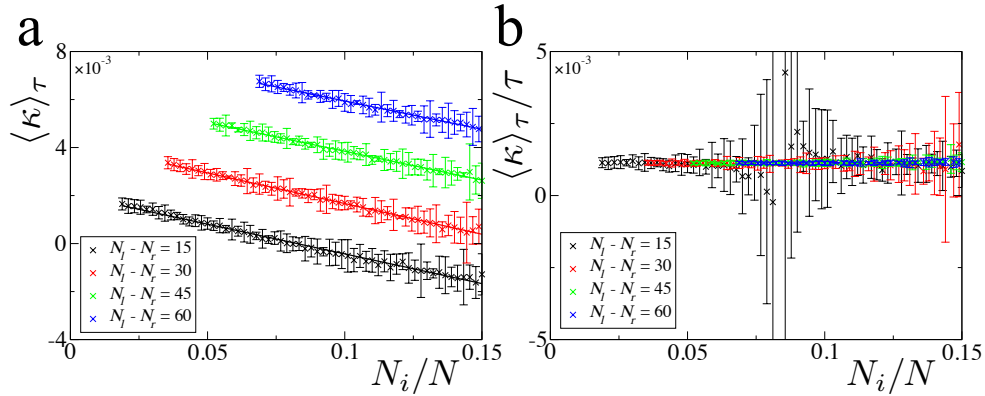 a
8
×10⁻³
⟨κ⟩τ
4
0
-4
N_l - N_r = 15
N_l - N_r = 30
N_l - N_r = 45
N_l - N_r = 60
0 0.05 0.1 0.15
N_i/N
b
5
×10⁻³
⟨κ⟩τ/τ
0
-5
N_l - N_r = 15
N_l - N_r = 30
N_l - N_r = 45
N_l - N_r = 60
0 0.05 0.1 0.15
N_i/N